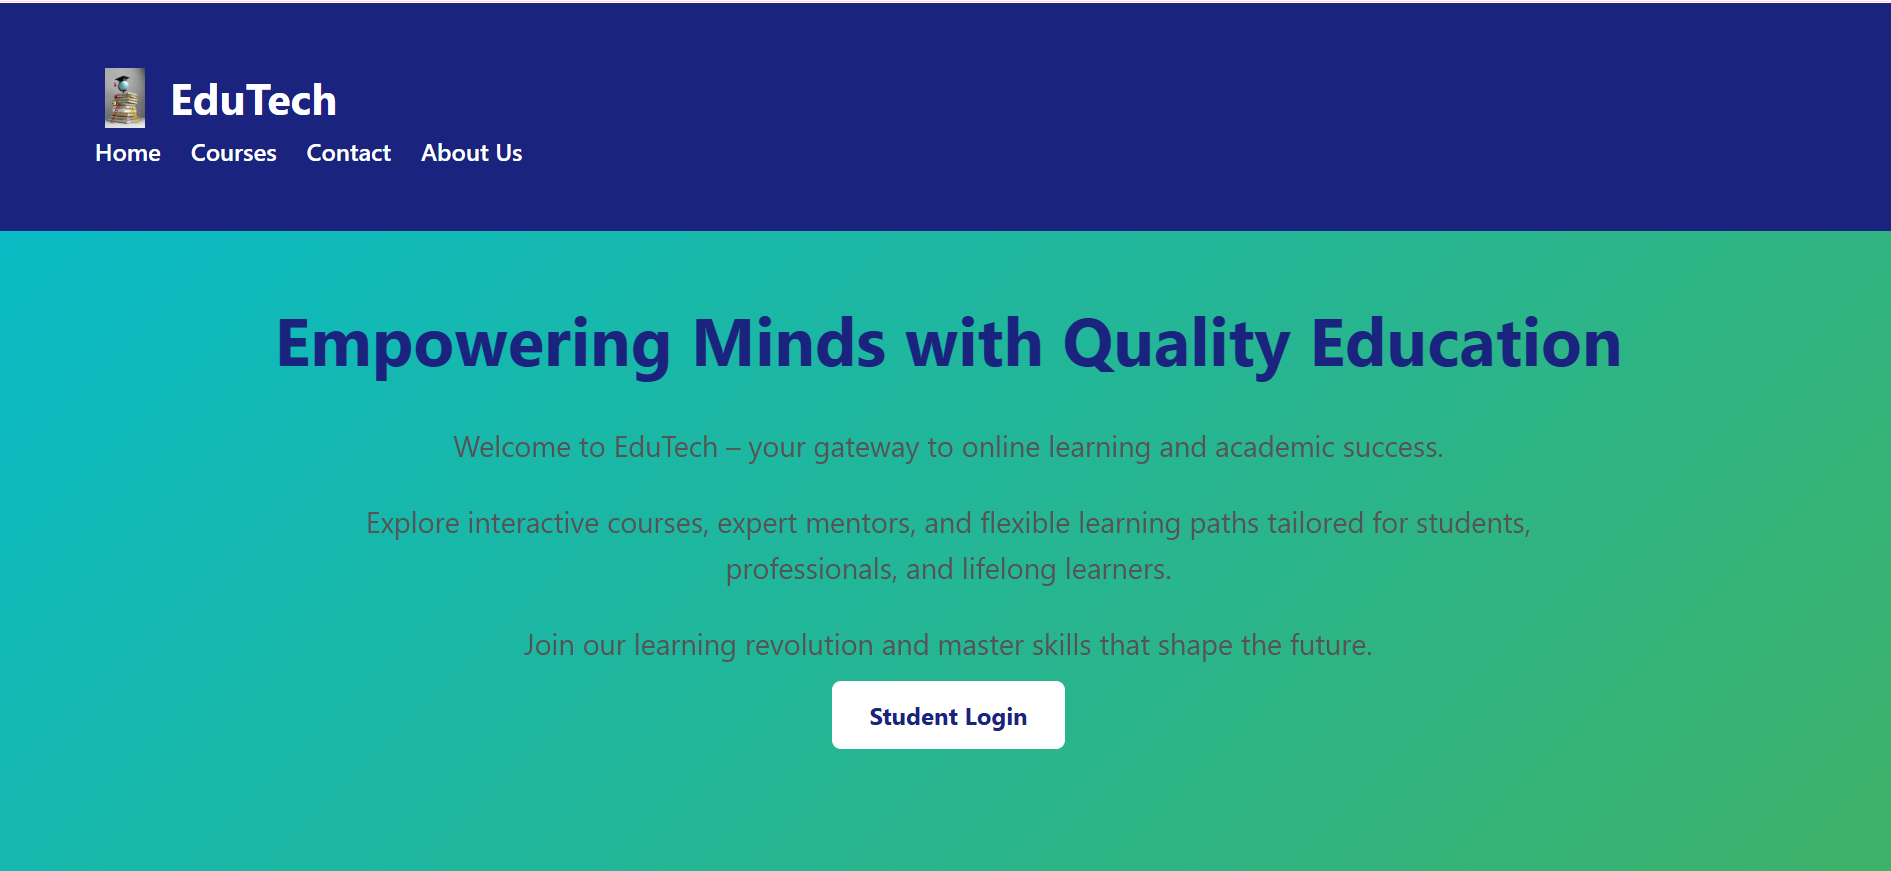 EduTech
Home Courses Contact About Us
Empowering Minds with Quality Education
Welcome to EduTech – your gateway to online learning and academic success.
Explore interactive courses, expert mentors, and flexible learning paths tailored for students,
professionals, and lifelong learners.
Join our learning revolution and master skills that shape the future.
Student Login